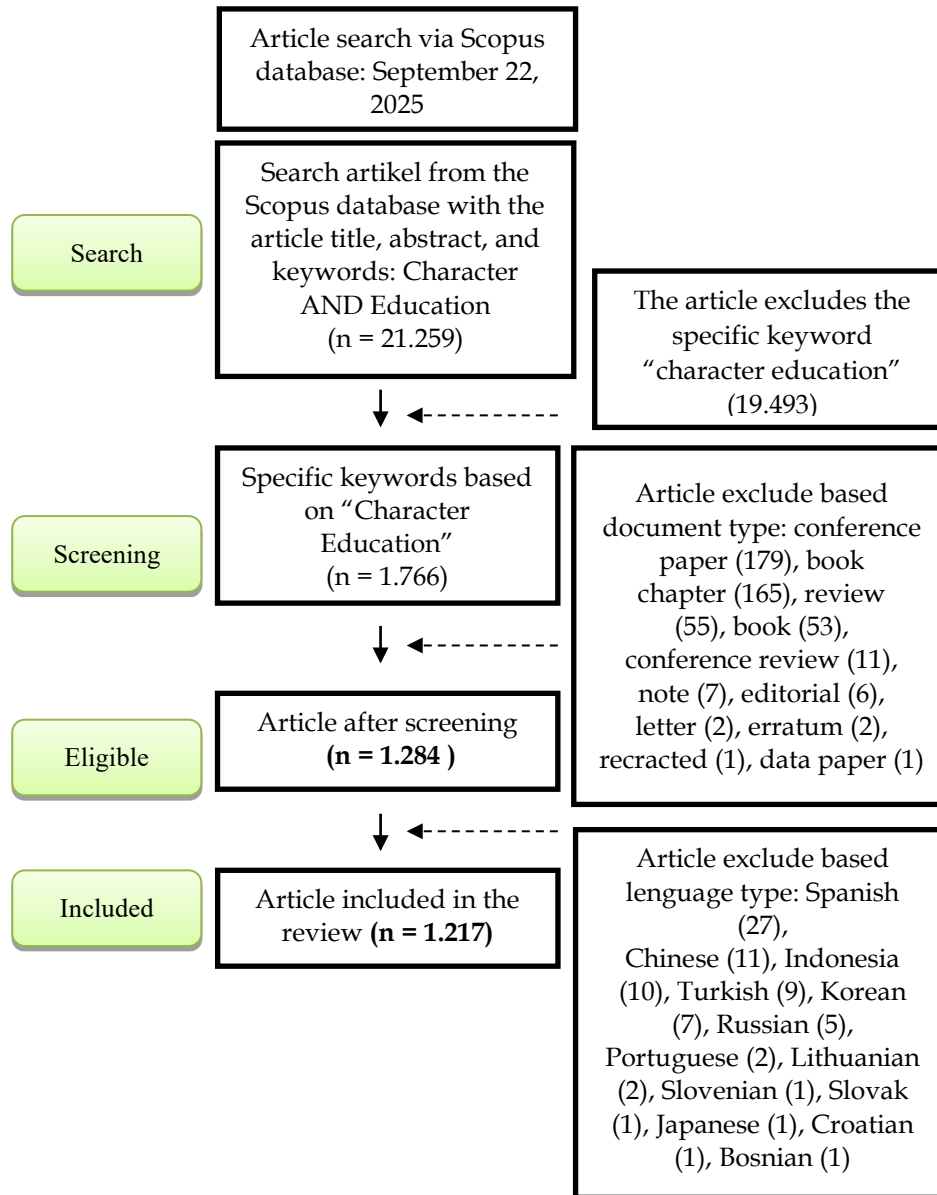 Article search via Scopus
database: September 22,
2025
Search
Search artikel from the
Scopus database with the
article title, abstract, and
keywords: Character
AND Education
(n = 21.259)
The article excludes the
specific keyword
“character education”
(19.493)
Screening
Specific keywords based
on “Character
Education”
(n = 1.766)
Article exclude based
document type: conference
paper (179), book
chapter (165), review
(55), book (53),
conference review (11),
note (7), editorial (6),
letter (2), erratum (2),
recracted (1), data paper (1)
Eligible
Article after screening
(n = 1.284 )
Included
Article included in the
review (n = 1.217)
Article exclude based
lenguage type: Spanish
(27),
Chinese (11), Indonesia
(10), Turkish (9), Korean
(7), Russian (5),
Portuguese (2), Lithuanian
(2), Slovenian (1), Slovak
(1), Japanese (1), Croatian
(1), Bosnian (1)